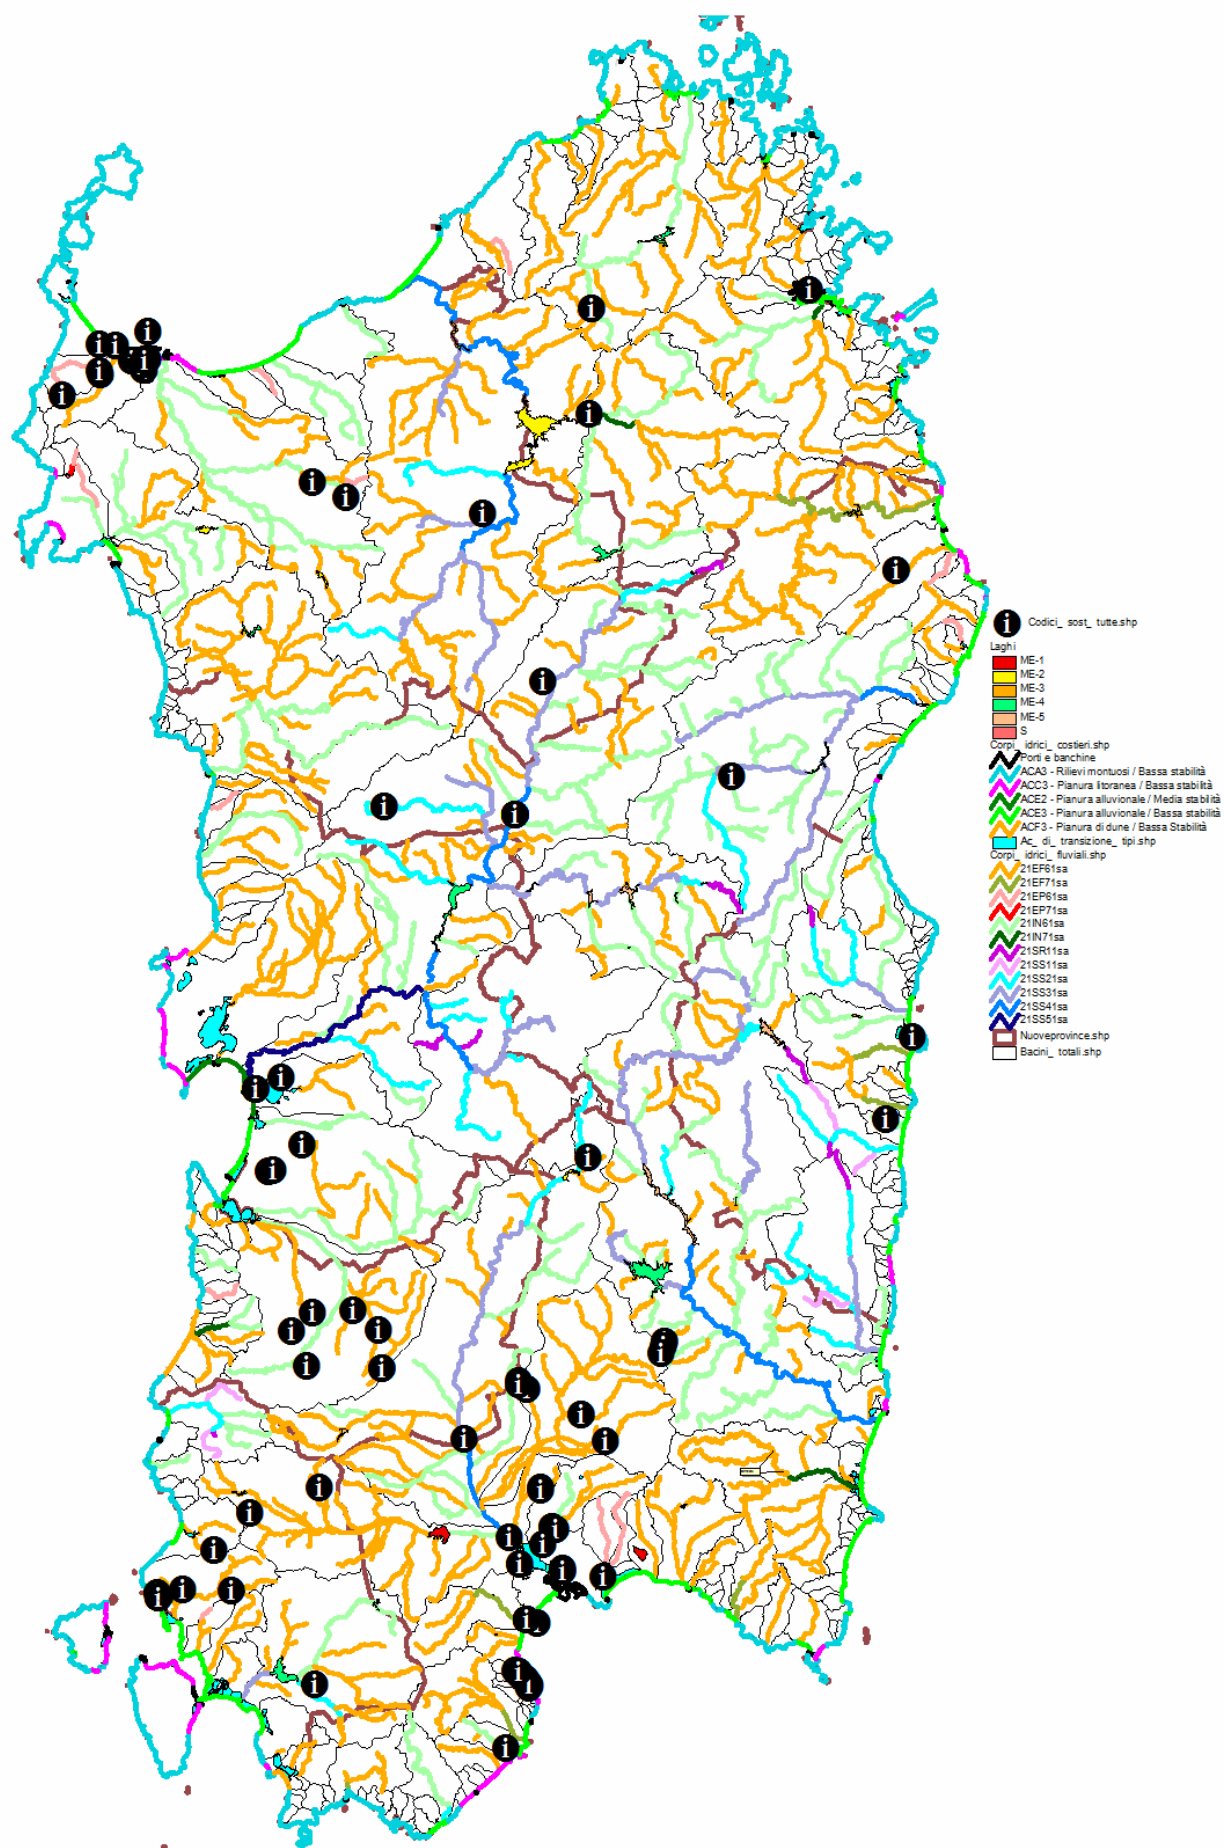 Codici_ sost_ tutte.shp
Laghi
ME-1
ME-2
ME-3
ME-4
ME-5
S
Corpi_ idrici_ costieri.shp
Porti e banchine
ACA3 - Rilievi montuosi / Bassa stabilità
ACC3 - Pianura litoranea / Bassa stabilità
ACE2 - Pianura alluvionale / Media stabilità
ACE3 - Pianura alluvionale / Bassa stabilità
ACF3 - Pianura di dune / Bassa Stabilità
Ac_ di_ transizione_ tipi.shp
Corpi_ idrici_ fluviali.shp
21EF61sa
21EF71sa
21EP61sa
21EP71sa
21IN61sa
21IN71sa
21SR11sa
21SS11sa
21SS21sa
21SS31sa
21SS41sa
21SS51sa
Nuoveprovince.shp
Bacini_ totali.shp